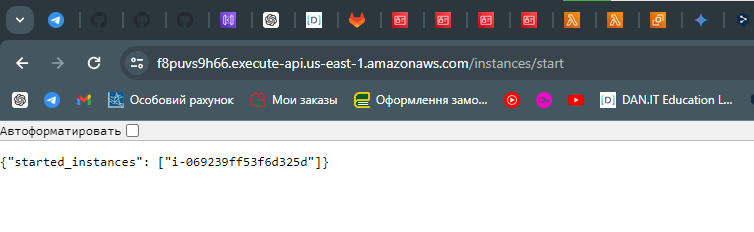 f8puvs9h66.execute-api.us-east-1.amazonaws.com/instances/start
Особовий рахунок
Мои заказы
Оформлення замо...
DAN.IT Education L...
Автоформатировать
{"started_instances": ["i-069239ff53f6d325d"]}